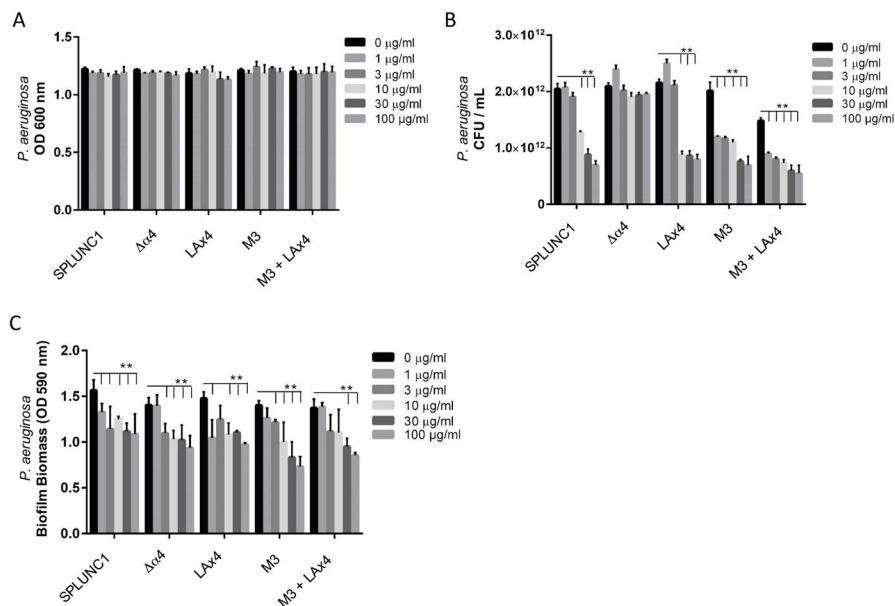 A
P. aeruginosa
OD 600 nm
1.5
1.0
0.5
0.0
SPLUNC1
Δα4
LAx4
M3
M3 + LAx4
0 μg/ml
1 μg/ml
3 μg/ml
10 μg/ml
30 μg/ml
100 μg/ml
B
P. aeruginosa
CFU / mL
3.0×10¹²
2.0×10¹²
1.0×10¹²
0
**
**
**
**
SPLUNC1
Δα4
LAx4
M3
M3 + LAx4
0 μg/ml
1 μg/ml
3 μg/ml
10 μg/ml
30 μg/ml
100 μg/ml
C
P. aeruginosa
Biofilm Biomass (OD 590 nm)
2.0
1.5
1.0
0.5
0.0
**
**
**
**
**
SPLUNC1
Δα4
LAx4
M3
M3 + LAx4
0 μg/ml
1 μg/ml
3 μg/ml
10 μg/ml
30 μg/ml
100 μg/ml